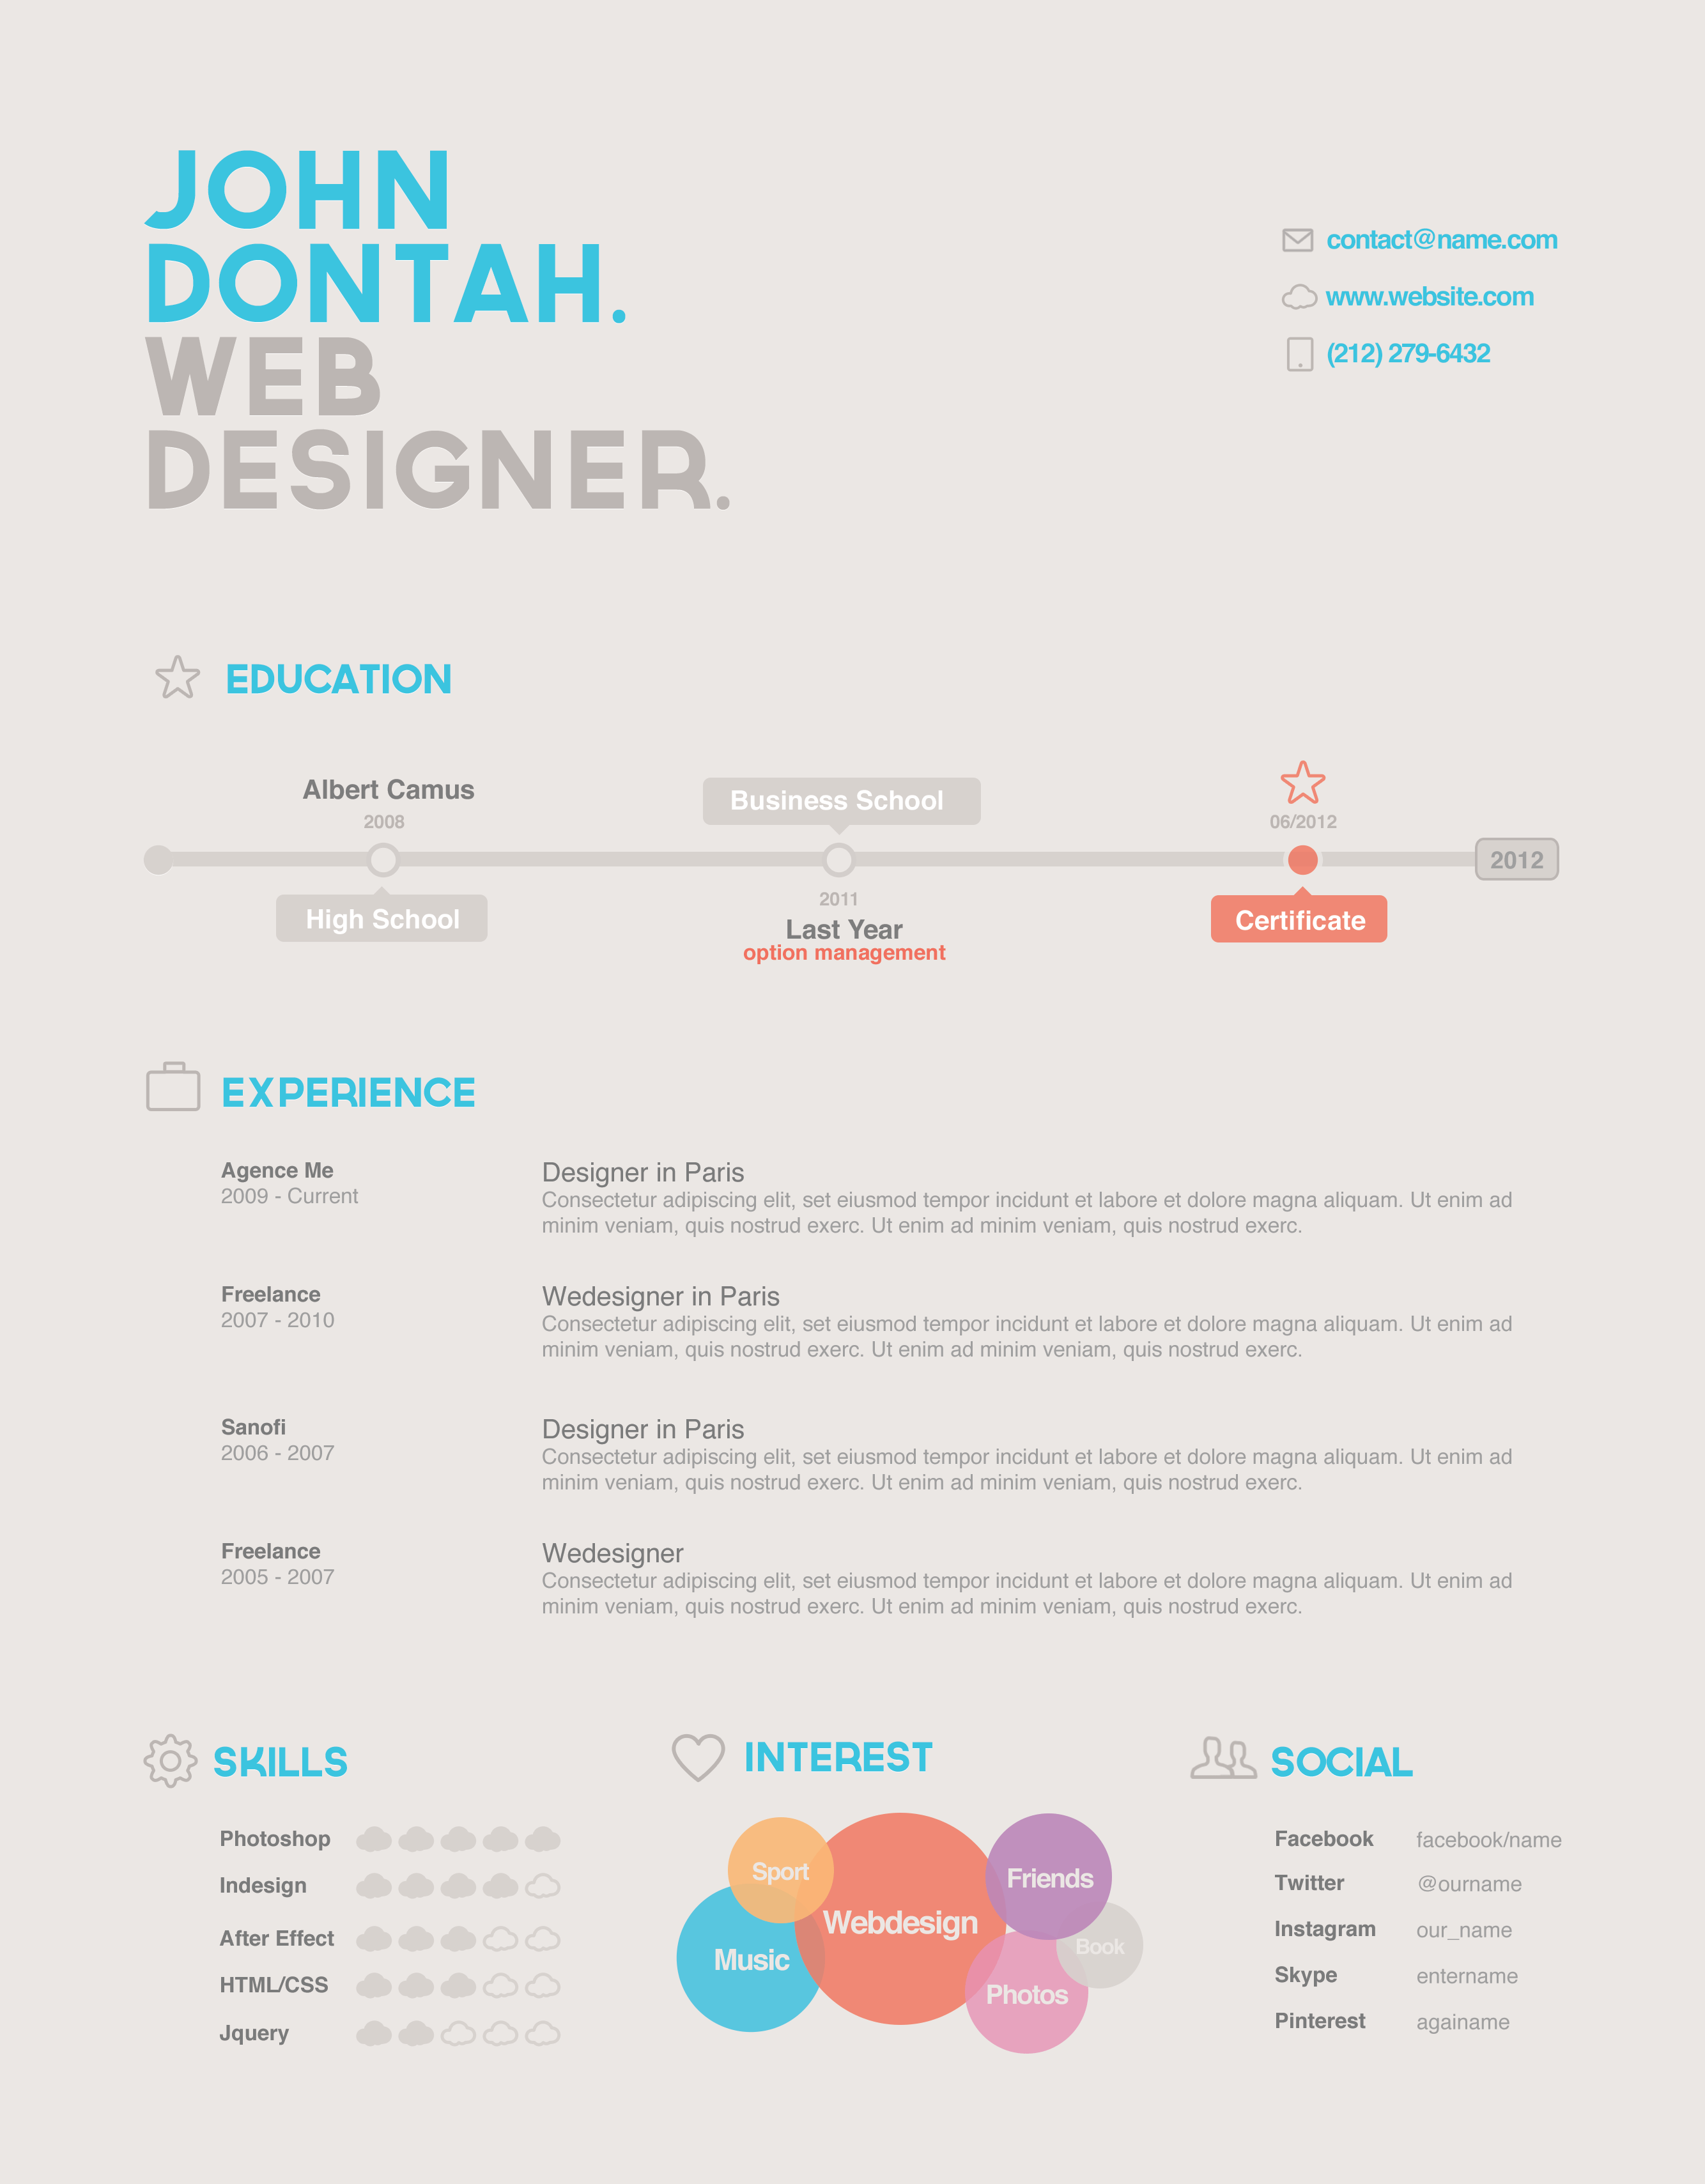 JOHN
DONTAH.
WEB
DESIGNER.
contact@name.com
www.website.com
(212) 279-6432
EDUCATION
Albert Camus
2008
High School
Business School
2011
Last Year
option management
06/2012
Certificate
2012
EXPERIENCE
Agence Me
2009 - Current
Designer in Paris
Consectetur adipiscing elit, set eiusmod tempor incidunt et labore et dolore magna aliquam. Ut enim ad
minim veniam, quis nostrud exerc. Ut enim ad minim veniam, quis nostrud exerc.
Freelance
2007 - 2010
Wedesigner in Paris
Consectetur adipiscing elit, set eiusmod tempor incidunt et labore et dolore magna aliquam. Ut enim ad
minim veniam, quis nostrud exerc. Ut enim ad minim veniam, quis nostrud exerc.
Sanofi
2006 - 2007
Designer in Paris
Consectetur adipiscing elit, set eiusmod tempor incidunt et labore et dolore magna aliquam. Ut enim ad
minim veniam, quis nostrud exerc. Ut enim ad minim veniam, quis nostrud exerc.
Freelance
2005 - 2007
Wedesigner
Consectetur adipiscing elit, set eiusmod tempor incidunt et labore et dolore magna aliquam. Ut enim ad
minim veniam, quis nostrud exerc. Ut enim ad minim veniam, quis nostrud exerc.
SKILLS
Photoshop
Indesign
After Effect
HTML/CSS
Jquery
INTEREST
Sport
Music
Webdesign
Friends
Book
Photos
SOCIAL
Facebook facebook/name
Twitter @ourname
Instagram our_name
Skype entername
Pinterest againame